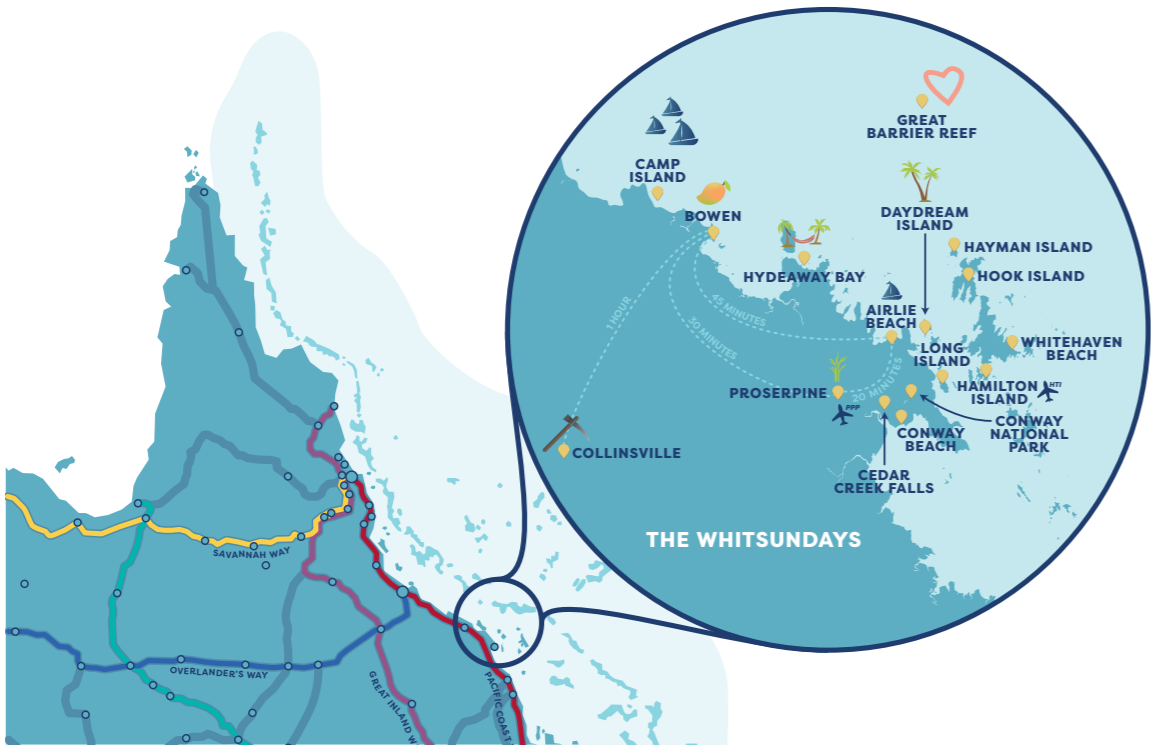 GREAT
BARRIER REEF
CAMP
ISLAND
BOWEN
DAYDREAM
ISLAND
HAYMAN ISLAND
HYDEAWAY BAY
HOOK ISLAND
1 HOUR
45 MINUTES
30 MINUTES
AIRLIE
BEACH
LONG
ISLAND
WHITEHAVEN
BEACH
20 MINUTES
PROSERPINE
PPP
HAMILTON
ISLAND
HTI
CONWAY
NATIONAL
PARK
CONWAY
BEACH
COLLINSVILLE
CEDAR
CREEK FALLS
THE WHITSUNDAYS
SAVANNAH WAY
OVERLANDER'S WAY
GREAT INLAND W
PACIFIC COAST